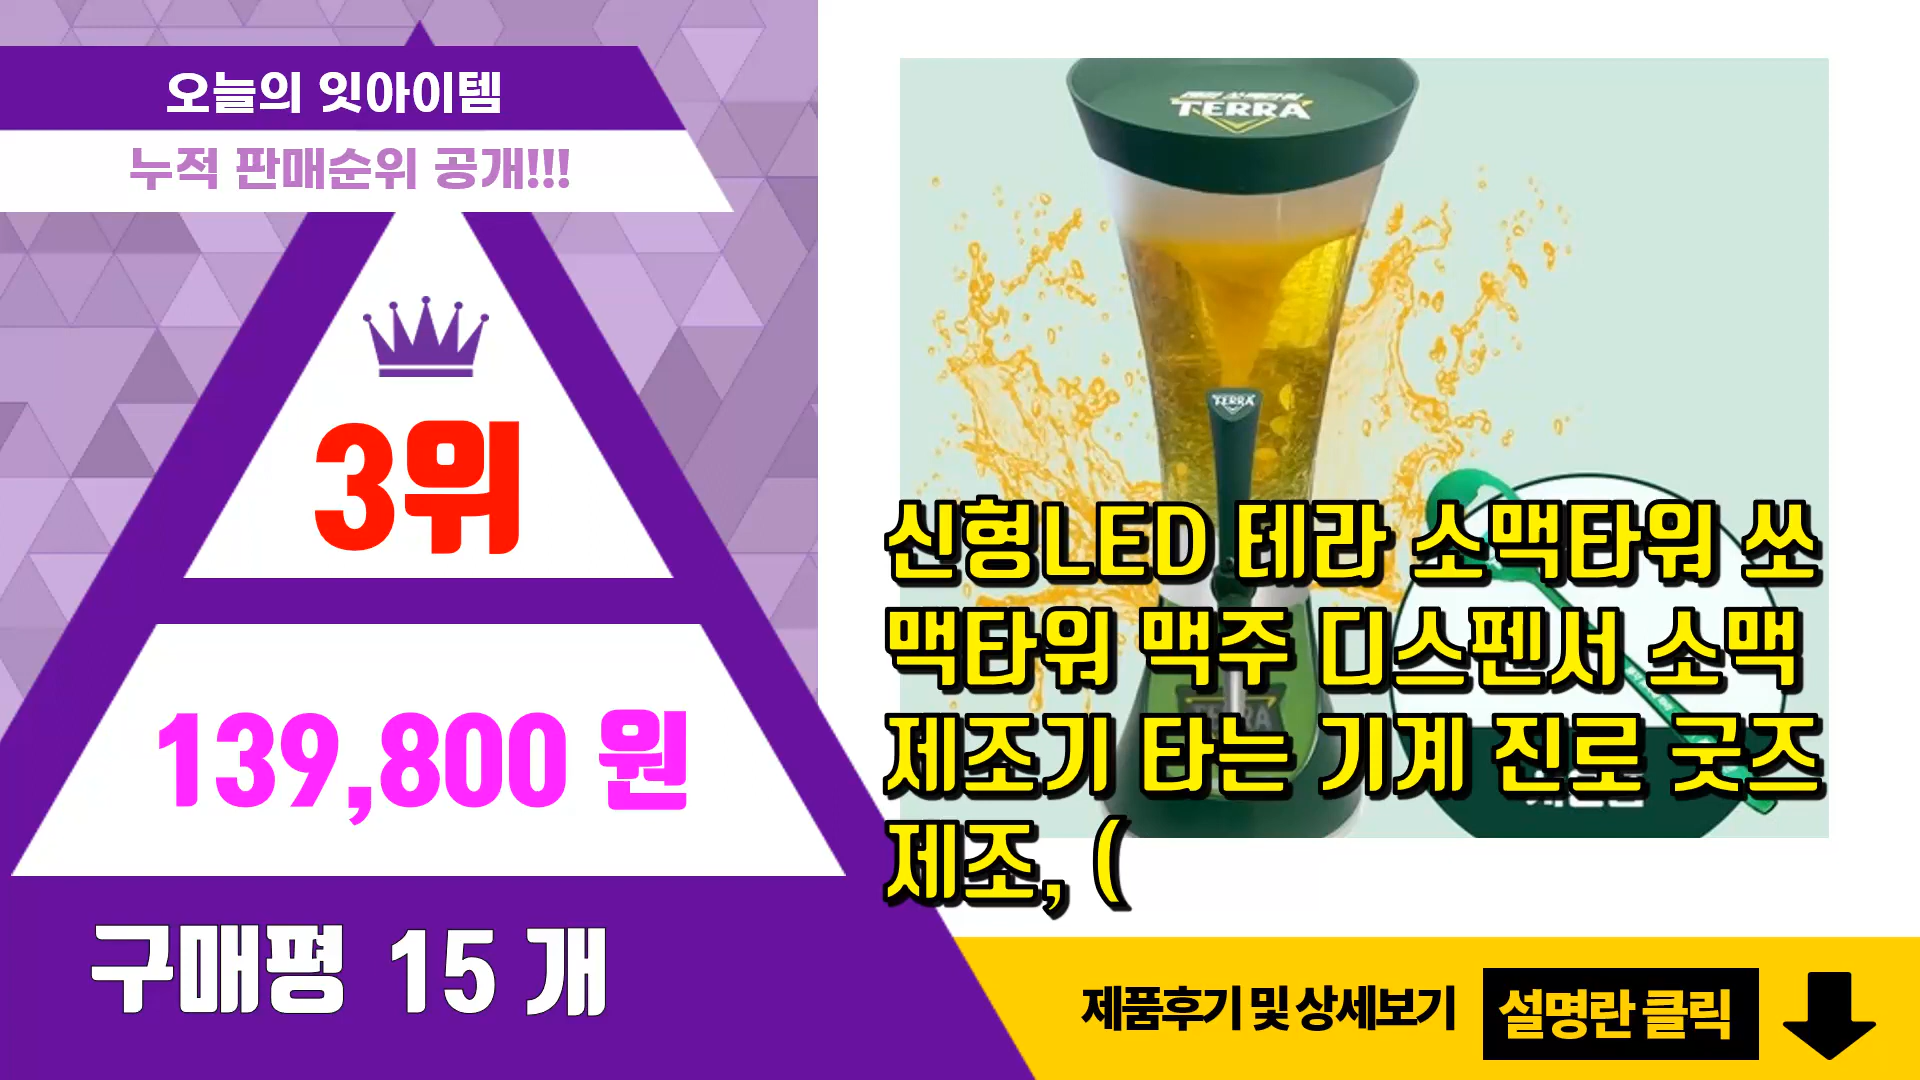 오늘의 잇아이템
누적 판매순위 공개!!!
3위
139,800 원
구매평 15 개
TERRA
TERRA
TERRA
신형LED 테라 소맥타워 쏘
맥타워 맥주 디스펜서 소맥
제조기 타는 기계 진로 굿즈
제조, (
제품후기 및 상세보기
설명란 클릭